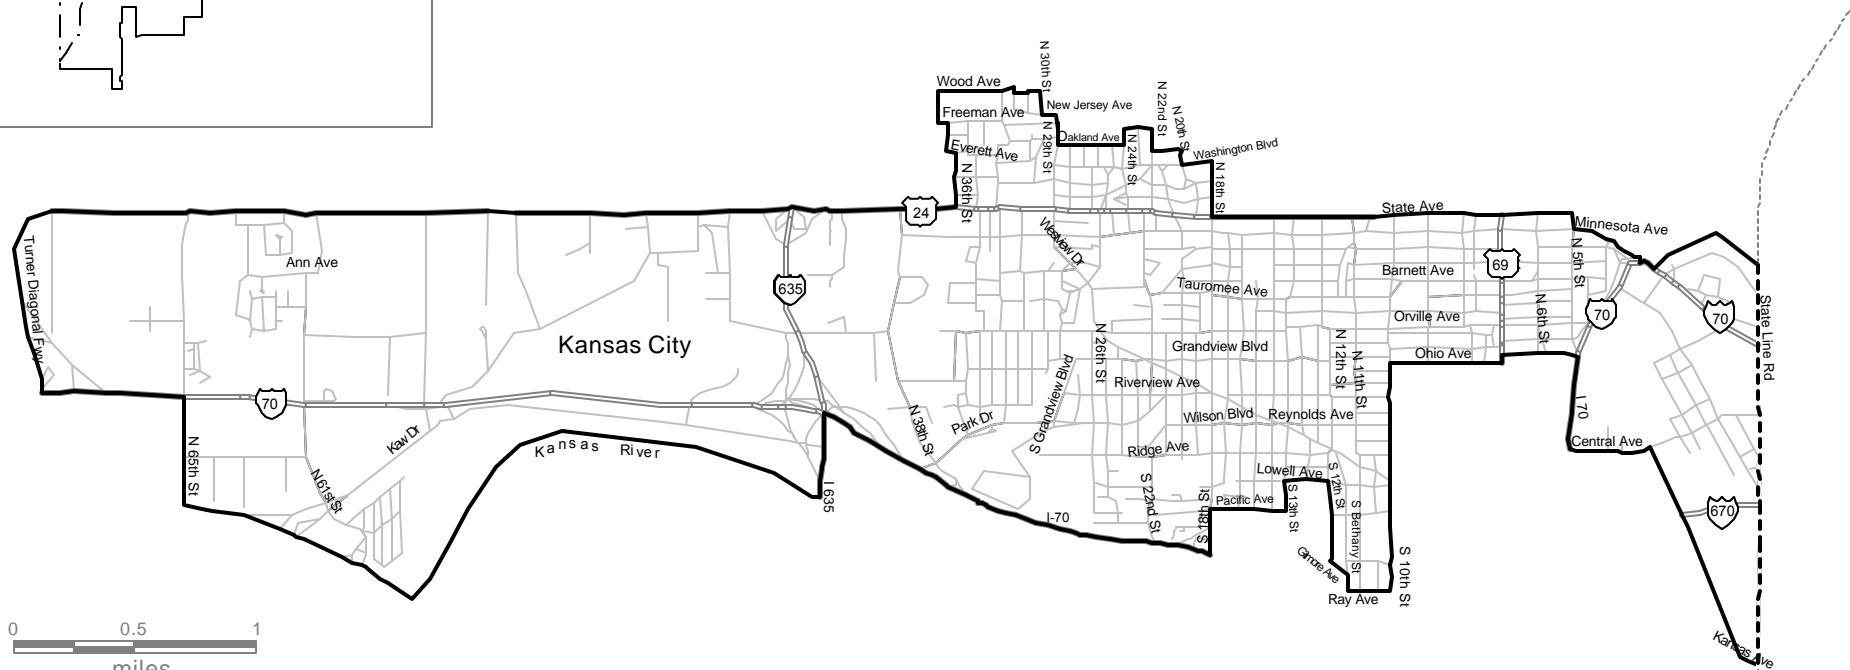 N 30th St
Wood Ave
N 22nd St
New Jersey Ave
Freeman Ave
N 20th St
Oakland Ave
N 29th St
N 24th St
Everett Ave
Washington Blvd
N 36th St
N 18th St
24
State Ave
Minnesota Ave
Turner Diagonal Fwy
Westview Dr
N 5th St
Ann Ave
69
Barnett Ave
635
Tauromee Ave
State Line Rd
N 6th St
70
70
Orville Ave
Kansas City
N 26th St
Grandview Blvd
N 12th St
N 11th St
Ohio Ave
S Grandview Blvd
Riverview Ave
70
I 70
N 38th St
Park Dr
Wilson Blvd
Reynolds Ave
Kaw Dr
Kansas River
N 65th St
Ridge Ave
Central Ave
Lowell Ave
N 61st St
S 12th St
I 635
S 22nd St
S 18th St
Pacific Ave
S 13th St
670
I-70
S Bethany St
Gilmore Ave
S 10th St
Ray Ave
Kansas Ave
0 0.5 1
miles